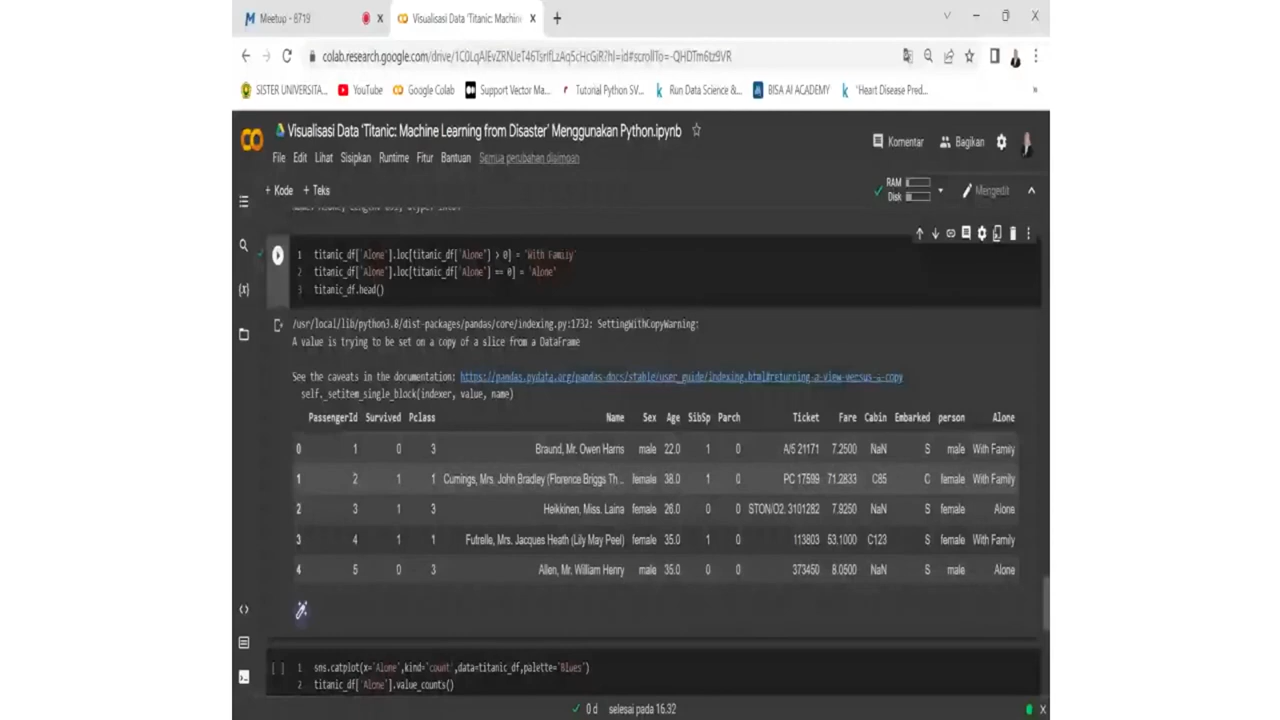 Meetup - 8719
Visualisasi Data 'Titanic: Machin
colab.research.google.com/drive/
SISTER UNIVERSITA...
YouTube
Google Colab
Support Vector Ma...
Tutorial Python SV...
Run Data Science &...
BISA AI ACADEMY
'Heart Disease Pred...
»
Visualisasi Data 'Titanic: Machine Learning from Disaster' Menggunakan Python.ipynb
Komentar
Bagikan
File Edit Lihat Sisipkan Runtime Fitur Bantuan Semua perubahan disimpan
+ Kode + Teks
RAM
Disk
Mengedit
1 titanic_df['Alone'].loc[titanic_df['Alone'] > 0] = 'With Family'
2 titanic_df['Alone'].loc[titanic_df['Alone'] == 0] = 'Alone'
3 titanic_df.head()
/usr/local/lib/python3.8/dist-packages/pandas/core/indexing.py:1732: SettingWithCopyWarning:
A value is trying to be set on a copy of a slice from a DataFrame
See the caveats in the documentation: https://pandas.pydata.org/pandas-docs/stable/user_guide/indexing.html#returning-a-view-versus-a-copy
self._setitem_single_block(indexer, value, name)
PassengerId Survived Pclass Name Sex Age SibSp Parch Ticket Fare Cabin Embarked person Alone
0 1 0 3 Braund, Mr. Owen Harris male 22.0 1 0 A/5 21171 7.2500 NaN S male With Family
1 2 1 1 Cumings, Mrs. John Bradley (Florence Briggs Th... female 38.0 1 0 PC 17599 71.2833 C85 C female With Family
2 3 1 3 Heikkinen, Miss. Laina female 26.0 0 0 STON/O2. 3101282 7.9250 NaN S female Alone
3 4 1 1 Futrelle, Mrs. Jacques Heath (Lily May Peel) female 35.0 1 0 113803 53.1000 C123 S female With Family
4 5 0 3 Allen, Mr. William Henry male 35.0 0 0 373450 8.0500 NaN S male Alone
[ ] 1 sns.catplot(x='Alone',kind='count',data=titanic_df,palette='Blues')
2 titanic_df['Alone'].value_counts()
0 d selesai pada 16.32